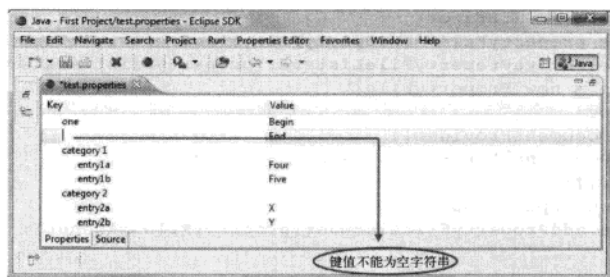 Java - First Project/test.properties - Eclipse SDK
File Edit Navigate Search Project Run Properties Editor Favorites Window Help
Java
*test.properties
Key Value
one Begin
End
category 1
entry1a Four
entry1b Five
category 2
entry2a X
entry2b Y
Properties Source
键值不能为空字符串